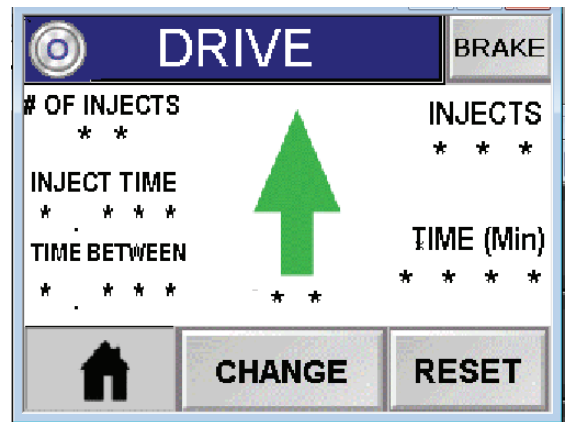 DRIVE
BRAKE
# OF INJECTS
* *
INJECT TIME
* . * * *
TIME BETWEEN
* . * * *
* *
INJECTS
* * *
TIME (Min)
* * * *
CHANGE
RESET